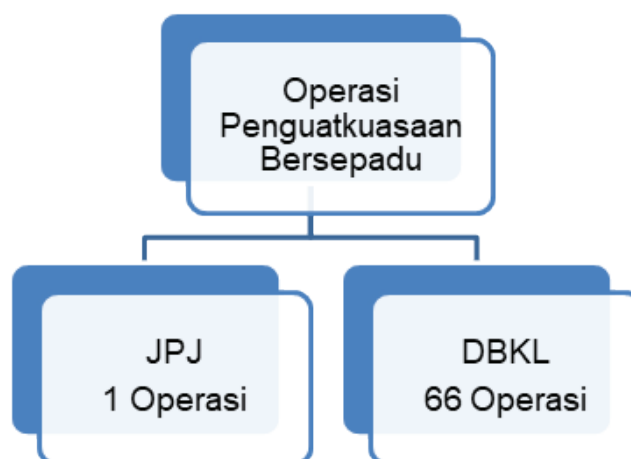 Operasi
Penguatkuasaan
Bersepadu
JPJ
1 Operasi
DBKL
66 Operasi